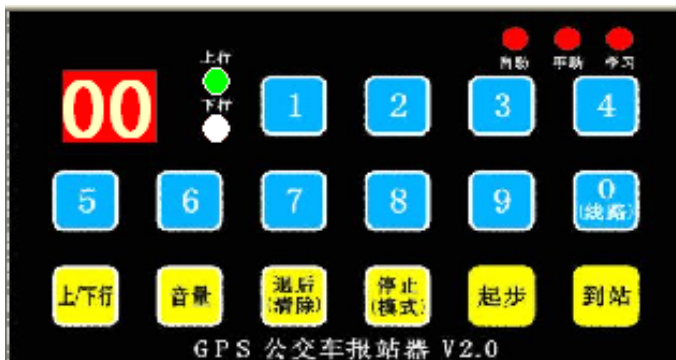 上行
自动 手动 学习
00
下行
1 2 3 4
5 6 7 8 9 0
(线路)
上/下行 音量 退后 停止 起步 到站
(清除) (模式)
GPS 公交车报站器 V2.0